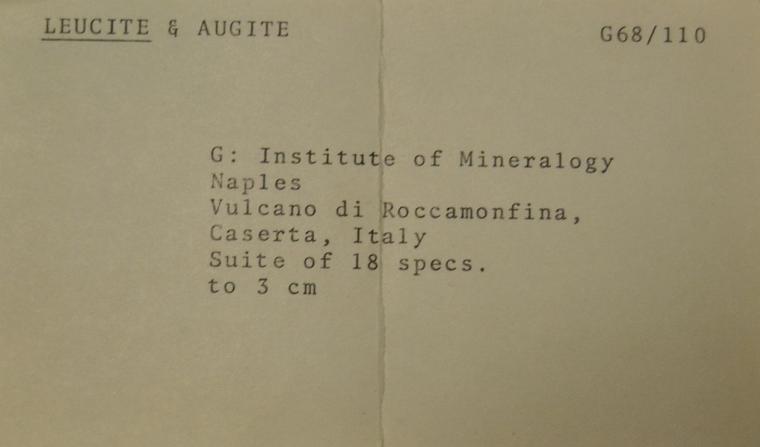 LEUCITE & AUGITE G68/110
G: Institute of Mineralogy
Naples
Vulcano di Roccamonfina,
Caserta, Italy
Suite of 18 specs.
to 3 cm